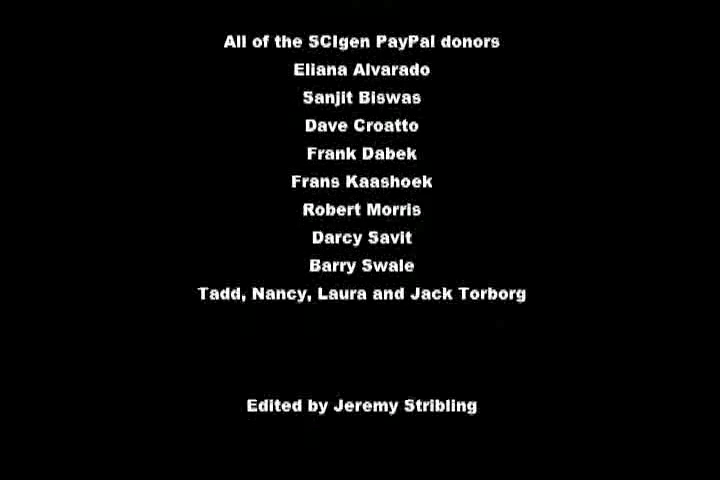 All of the SCIgen PayPal donors
Eliana Alvarado
Sanjit Biswas
Dave Croatto
Frank Dabek
Frans Kaashoek
Robert Morris
Darcy Savit
Barry Swale
Tadd, Nancy, Laura and Jack Torborg
Edited by Jeremy Stribling